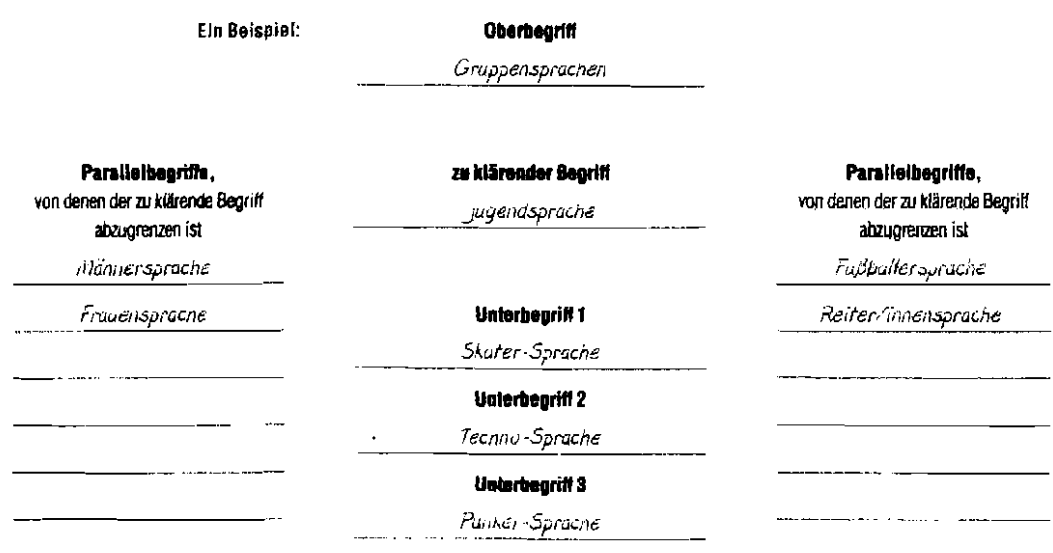 Ein Beispiel:
Oberbegriff
Gruppensprachen
Parallelbegriffe,
von denen der zu klärende Begriff
abzugrenzen ist
Männersprache
Frauensprache
zu klärender Begriff
Jugendsprache
Unterbegriff 1
Skater-Sprache
Unterbegriff 2
Techno-Sprache
Unterbegriff 3
Punker-Sprache
Parallelbegriffe,
von denen der zu klärende Begriff
abzugrenzen ist
Fußballersprache
Reiter/innensprache